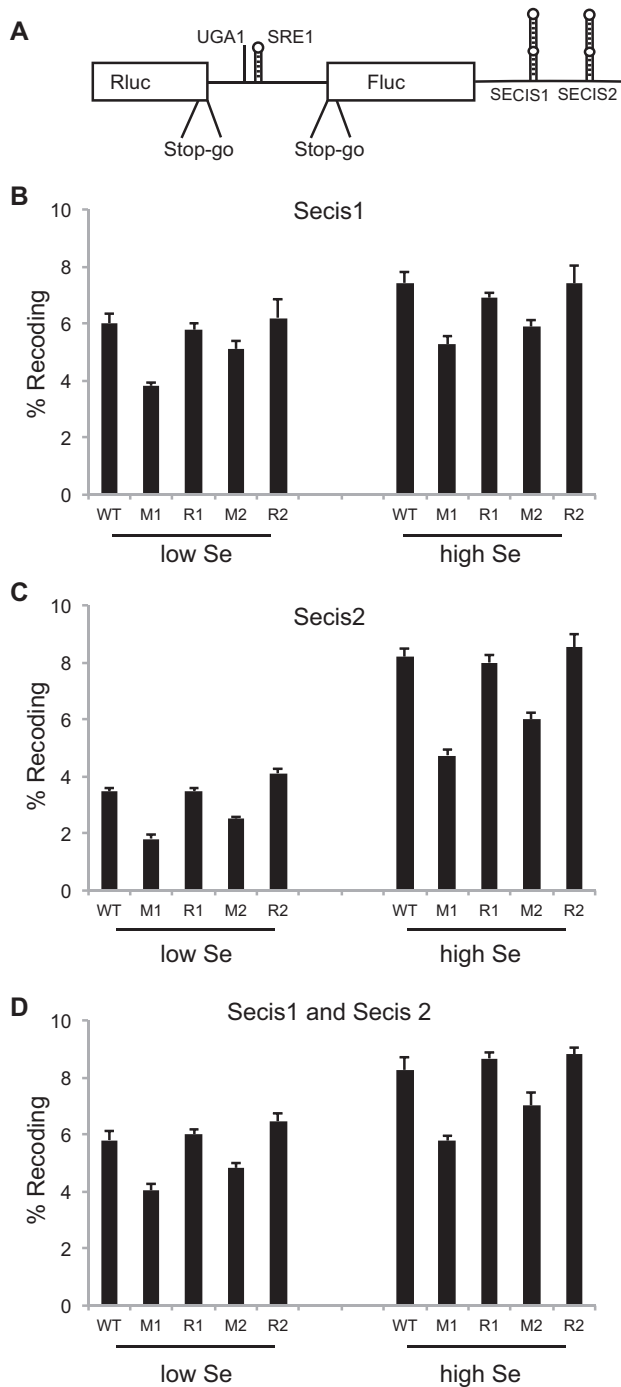 A
UGA1 SRE1
Rluc Fluc
SECIS1 SECIS2
Stop-go Stop-go
B
Secis1
% Recoding
10
8
6
4
2
0
WT M1 R1 M2 R2 WT M1 R1 M2 R2
low Se high Se
C
Secis2
% Recoding
10
8
6
4
2
0
WT M1 R1 M2 R2 WT M1 R1 M2 R2
low Se high Se
D
Secis1 and Secis 2
% Recoding
10
8
6
4
2
0
WT M1 R1 M2 R2 WT M1 R1 M2 R2
low Se high Se